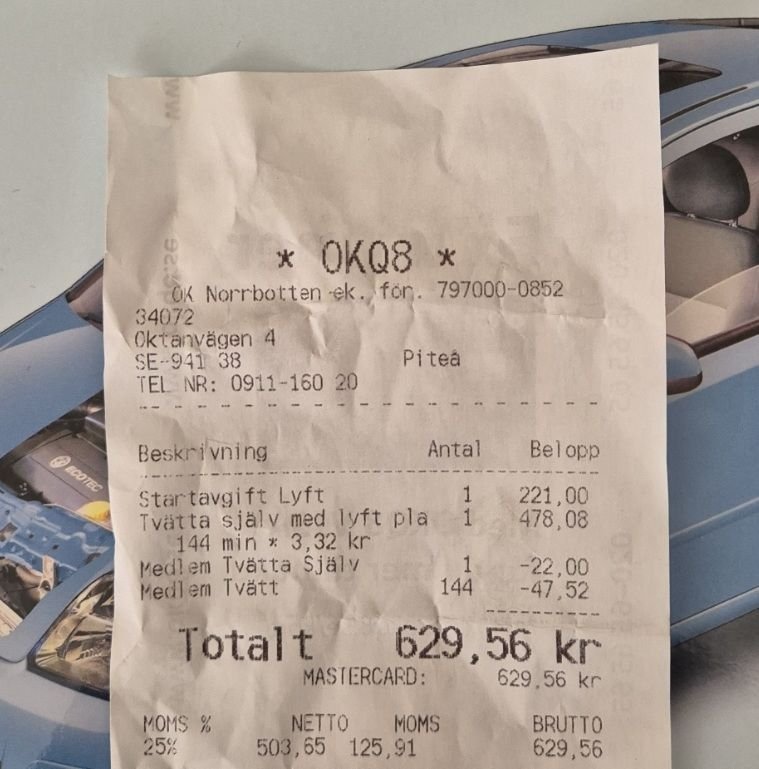 * OKQ8 *
OK Norrbotten ek. för. 797000-0852
34072
Oktanvägen 4
SE-941 38 Piteå
TEL NR: 0911-160 20
Beskrivning Antal Belopp
Startavgift Lyft 1 221,00
Tvätta själv med lyft pla 1 478,08
144 min * 3,32 kr
Medlem Tvätta Själv 1 -22,00
Medlem Tvätt 144 -47,52
Totalt 629,56 kr
MASTERCARD: 629,56 kr
MOMS % NETTO MOMS BRUTTO
25% 503,65 125,91 629,56
ECOTEC